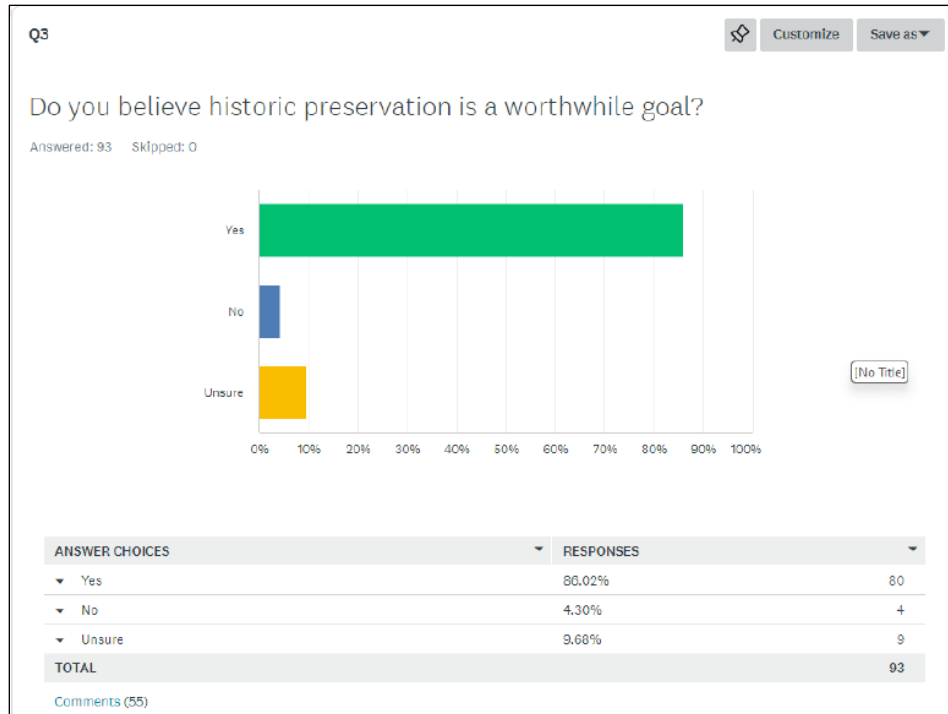 Q3
Customize
Save as
Do you believe historic preservation is a worthwhile goal?
Answered: 93 Skipped: 0
Yes
No
Unsure
[No Title]
0% 10% 20% 30% 40% 50% 60% 70% 80% 90% 100%
ANSWER CHOICES RESPONSES
Yes 86.02% 80
No 4.30% 4
Unsure 9.68% 9
TOTAL 93
Comments (55)